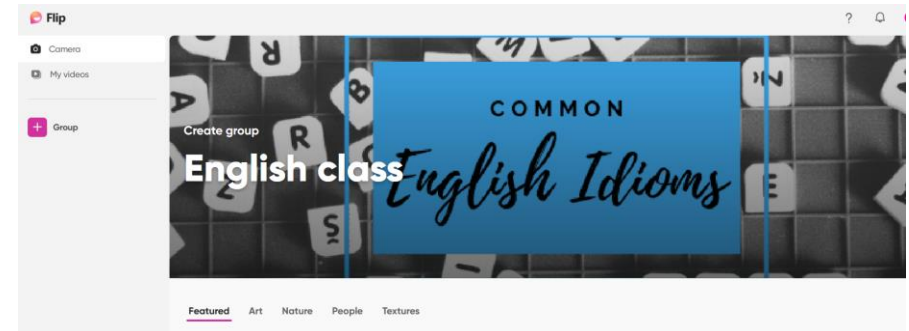 Flip
?
Camera
My videos
Group
Create group
English class
COMMON
English Idioms
A
B
R
Z
L
Ş
M
N
E
Featured Art Nature People Textures